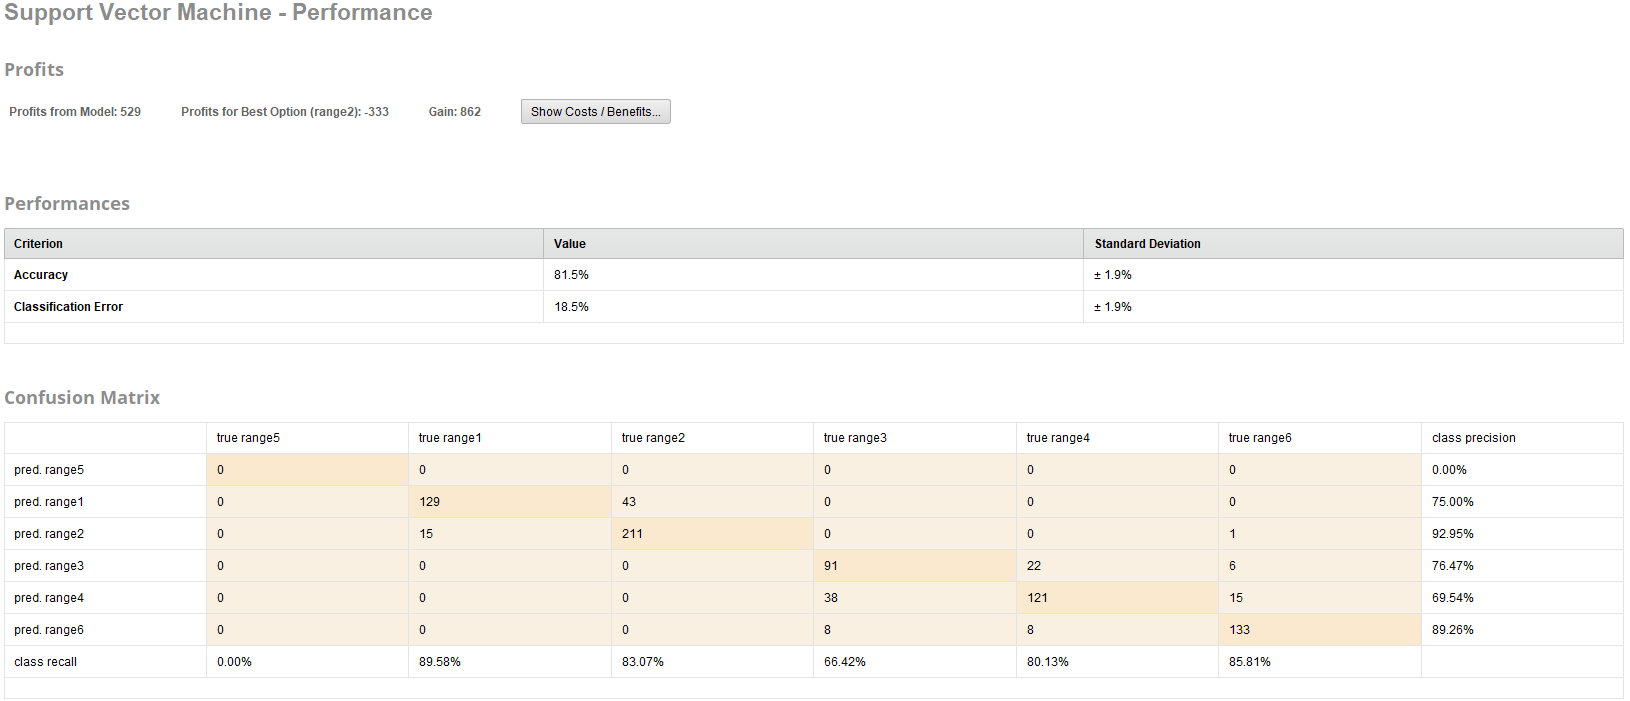 Support Vector Machine - Performance
Profits
Profits from Model: 529 Profits for Best Option (range2): -333 Gain: 862 Show Costs / Benefits...
Performances
Criterion Value Standard Deviation
Accuracy 81.5% ± 1.9%
Classification Error 18.5% ± 1.9%
Confusion Matrix
true range5 true range1 true range2 true range3 true range4 true range6 class precision
pred. range5 0 0 0 0 0 0 0.00%
pred. range1 0 129 43 0 0 0 75.00%
pred. range2 0 15 211 0 0 1 92.95%
pred. range3 0 0 0 91 22 6 76.47%
pred. range4 0 0 0 38 121 15 69.54%
pred. range6 0 0 0 8 8 133 89.26%
class recall 0.00% 89.58% 83.07% 66.42% 80.13% 85.81%